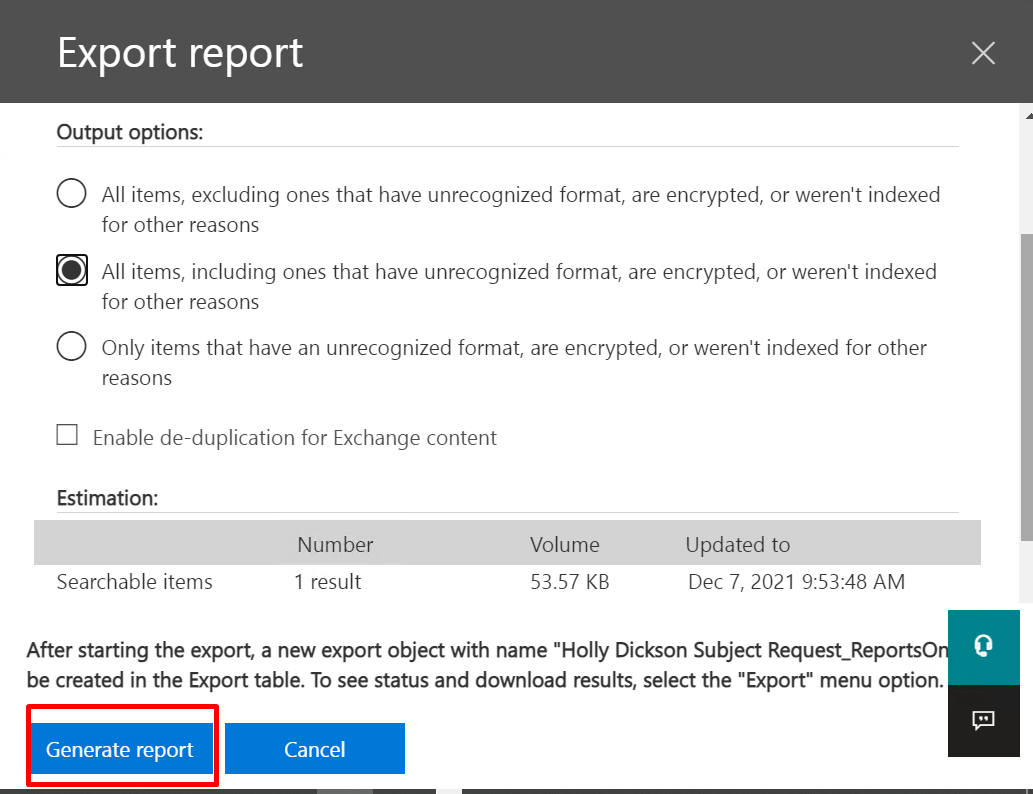 Export report
Output options:
All items, excluding ones that have unrecognized format, are encrypted, or weren't indexed
for other reasons
All items, including ones that have unrecognized format, are encrypted, or weren't indexed
for other reasons
Only items that have an unrecognized format, are encrypted, or weren't indexed for other
reasons
Enable de-duplication for Exchange content
Estimation:
Number Volume Updated to
Searchable items 1 result 53.57 KB Dec 7, 2021 9:53:48 AM
After starting the export, a new export object with name "Holly Dickson Subject Request_ReportsOn
be created in the Export table. To see status and download results, select the "Export" menu option.
Generate report Cancel